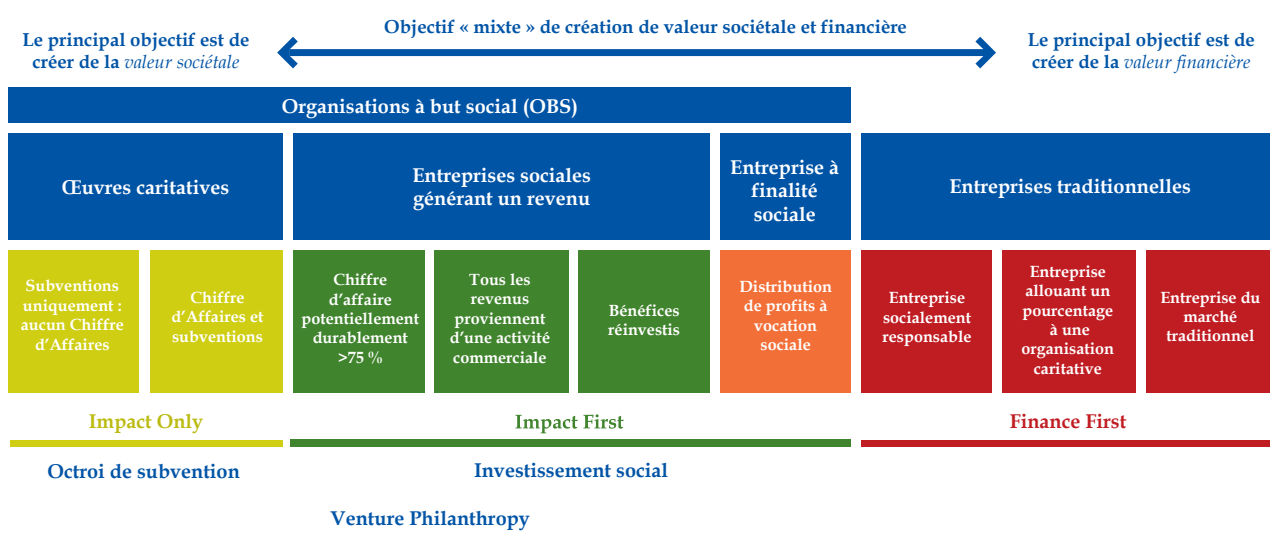 Objectif « mixte » de création de valeur sociétale et financière
Le principal objectif est de
créer de la valeur sociétale
Le principal objectif est de
créer de la valeur financière
Organisations à but social (OBS)
Œuvres caritatives
Entreprises sociales
générant un revenu
Entreprise à
finalité
sociale
Entreprises traditionnelles
Subventions
uniquement :
aucun Chiffre
d'Affaires
Chiffre
d'Affaires et
subventions
Chiffre
d'affaire
potentiellement
durablement
>75 %
Tous les
revenus
proviennent
d'une activité
commerciale
Bénéfices
réinvestis
Distribution
de profits à
vocation
sociale
Entreprise
socialement
responsable
Entreprise
allouant un
pourcentage
à une
organisation
caritative
Entreprise du
marché
traditionnel
Impact Only
Impact First
Finance First
Octroi de subvention
Investissement social
Venture Philanthropy